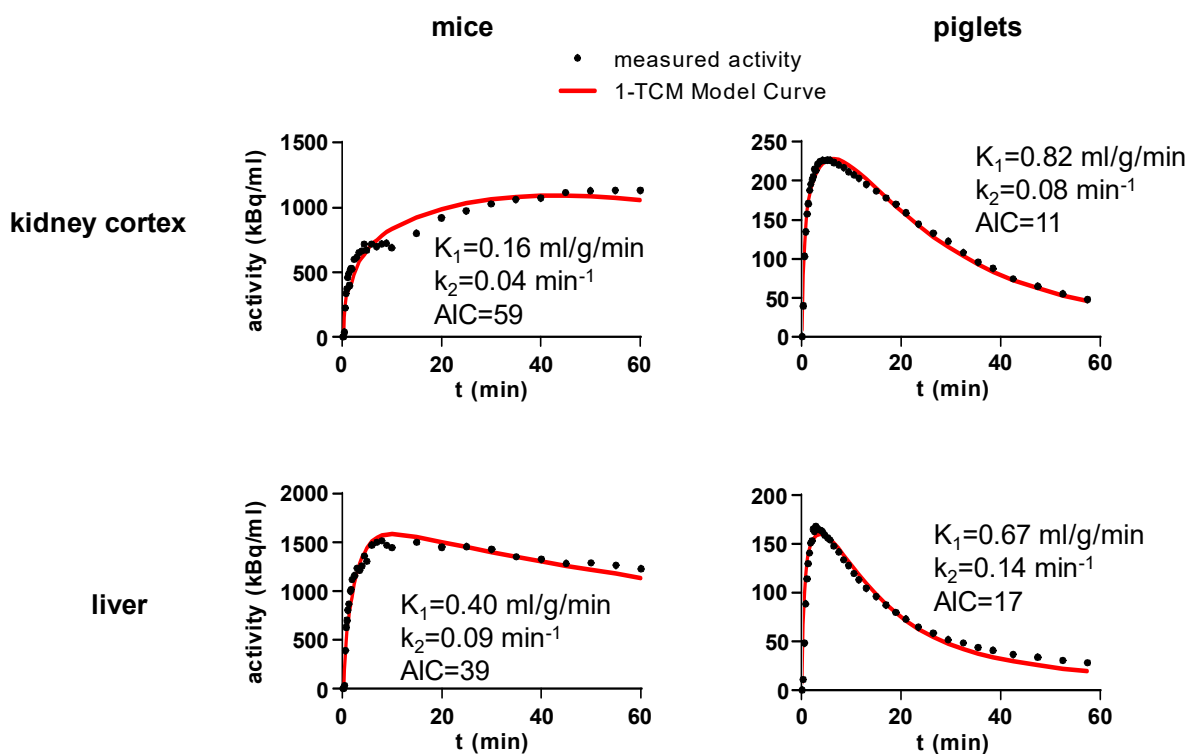 mice
piglets
measured activity
1-TCM Model Curve
kidney cortex
activity (kBq/ml)
1500
1000
500
0
K₁=0.16 ml/g/min
k₂=0.04 min⁻¹
AIC=59
0
20
40
60
t (min)
250
200
150
100
50
0
K₁=0.82 ml/g/min
k₂=0.08 min⁻¹
AIC=11
0
20
40
60
t (min)
liver
activity (kBq/ml)
2000
1500
1000
500
0
K₁=0.40 ml/g/min
k₂=0.09 min⁻¹
AIC=39
0
20
40
60
t (min)
200
150
100
50
0
K₁=0.67 ml/g/min
k₂=0.14 min⁻¹
AIC=17
0
20
40
60
t (min)